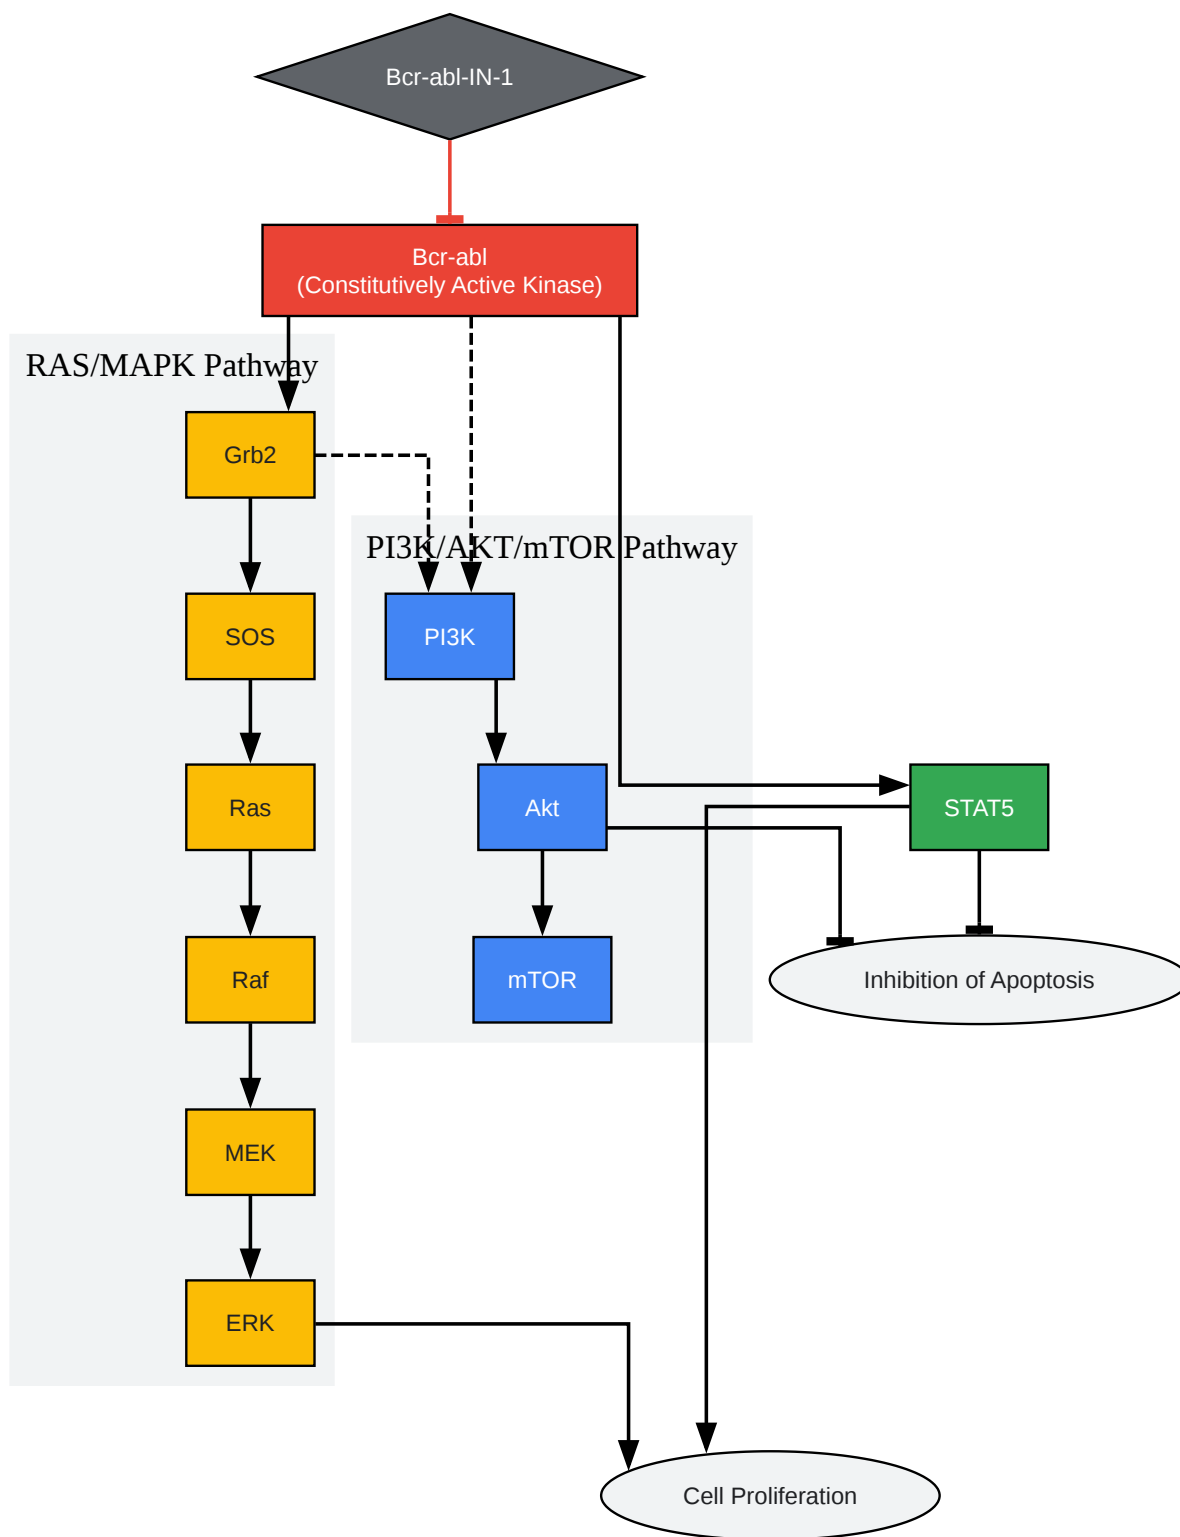 Bcr-abl-IN-1
Bcr-abl
(Constitutively Active Kinase)
RAS/MAPK Pathway
Grb2
PI3K/AKT/mTOR Pathway
SOS
PI3K
Ras
Akt
STAT5
Raf
mTOR
Inhibition of Apoptosis
MEK
ERK
Cell Proliferation